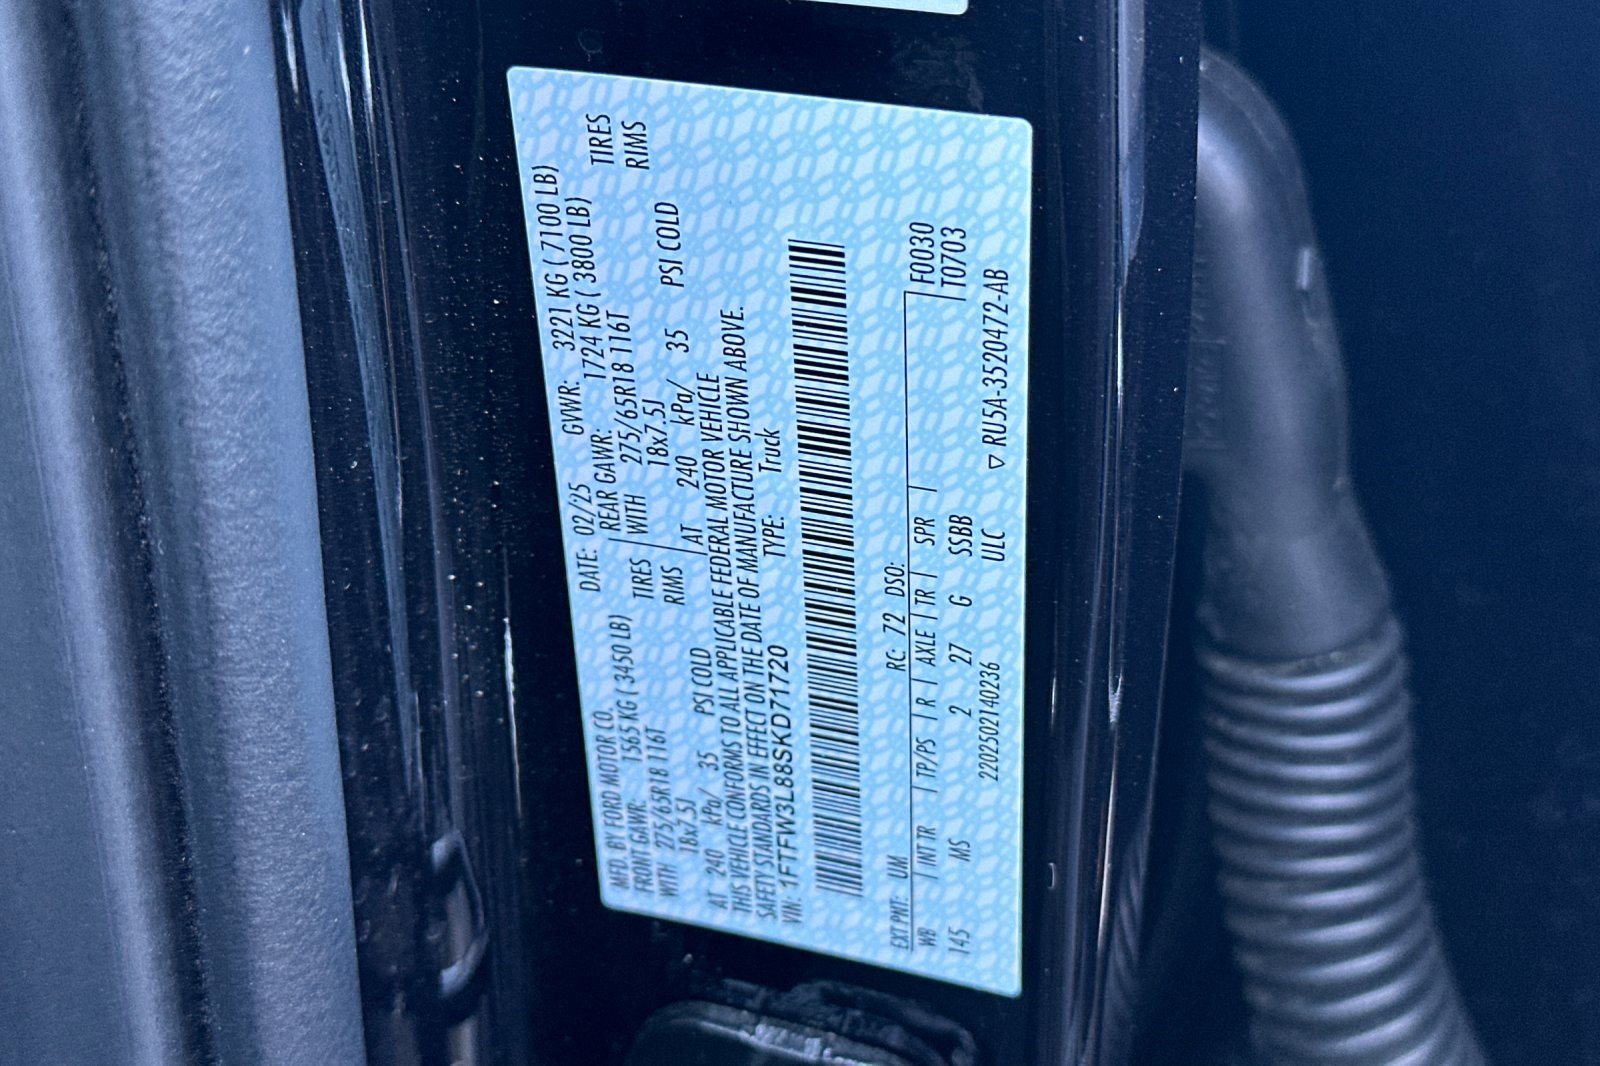 MFD. BY FORD MOTOR CO. DATE: 02/25 GVWR: 3221 KG ( 7100 LB)
FRONT GAWR: 1565 KG ( 3450 LB) REAR GAWR: 1724 KG ( 3800 LB)
WITH 275/65R18 116T TIRES WITH 275/65R18 116T TIRES
18x7.5J RIMS 18x7.5J RIMS
AT 240 kPa/ 35 PSI COLD AT 240 kPa/ 35 PSI COLD
THIS VEHICLE CONFORMS TO ALL APPLICABLE FEDERAL MOTOR VEHICLE
SAFETY STANDARDS IN EFFECT ON THE DATE OF MANUFACTURE SHOWN ABOVE.
VIN: 1FTFW3L88SKD71720 TYPE: Truck
EXT PNT: UM RC: 72 DSO: F0030
WB INT TR TP/PS R AXLE TR SPR T0703
145 MS 2 27 G SSBB
2202502140236 ULC ▽ RU5A-3520472-AB